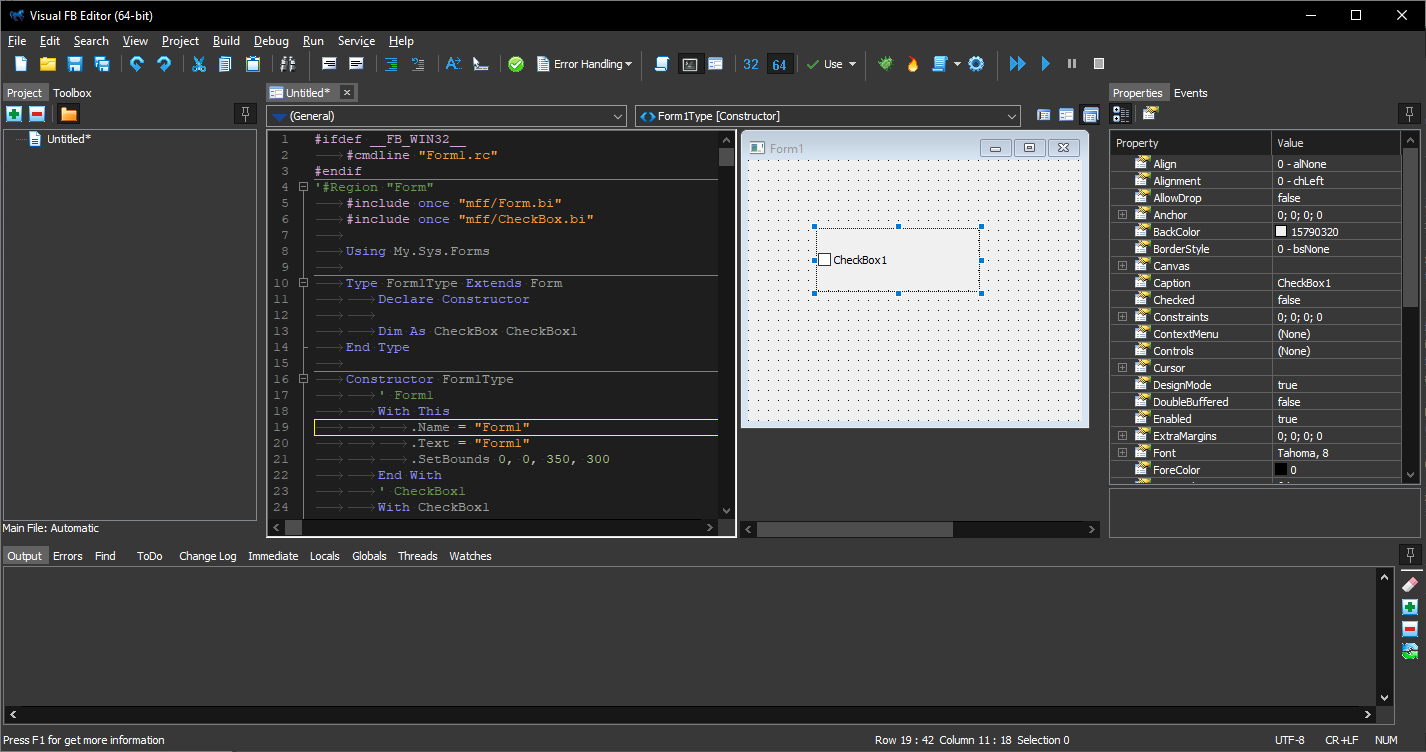 Visual FB Editor (64-bit)
File Edit Search View Project Build Debug Run Service Help
Error Handling 32 64 Use
Project Toolbox
Untitled*
Main File: Automatic
Untitled*
(General) Form1Type [Constructor]
1 #ifdef __FB_WIN32__
2 #cmdline "Form1.rc"
3 #endif
4 '#Region "Form"
5 #include once "mff/Form.bi"
6 #include once "mff/CheckBox.bi"
7
8 Using My.Sys.Forms
9
10 Type Form1Type Extends Form
11 Declare Constructor
12
13 Dim As CheckBox CheckBox1
14 End Type
15
16 Constructor Form1Type
17 ' Form1
18 With This
19 .Name = "Form1"
20 .Text = "Form1"
21 .SetBounds 0, 0, 350, 300
22 End With
23 ' CheckBox1
24 With CheckBox1
Form1
CheckBox1
Properties Events
Property Value
Align 0 - alNone
Alignment 0 - chLeft
AllowDrop false
Anchor 0; 0; 0; 0
BackColor 15790320
BorderStyle 0 - bsNone
Canvas
Caption CheckBox1
Checked false
Constraints 0; 0; 0; 0
ContextMenu (None)
Controls (None)
Cursor
DesignMode true
DoubleBuffered false
Enabled true
ExtraMargins 0; 0; 0; 0
Font Tahoma, 8
ForeColor 0
Output Errors Find ToDo Change Log Immediate Locals Globals Threads Watches
Press F1 for get more information Row 19 : 42 Column 11 : 18 Selection 0 UTF-8 CR+LF NUM